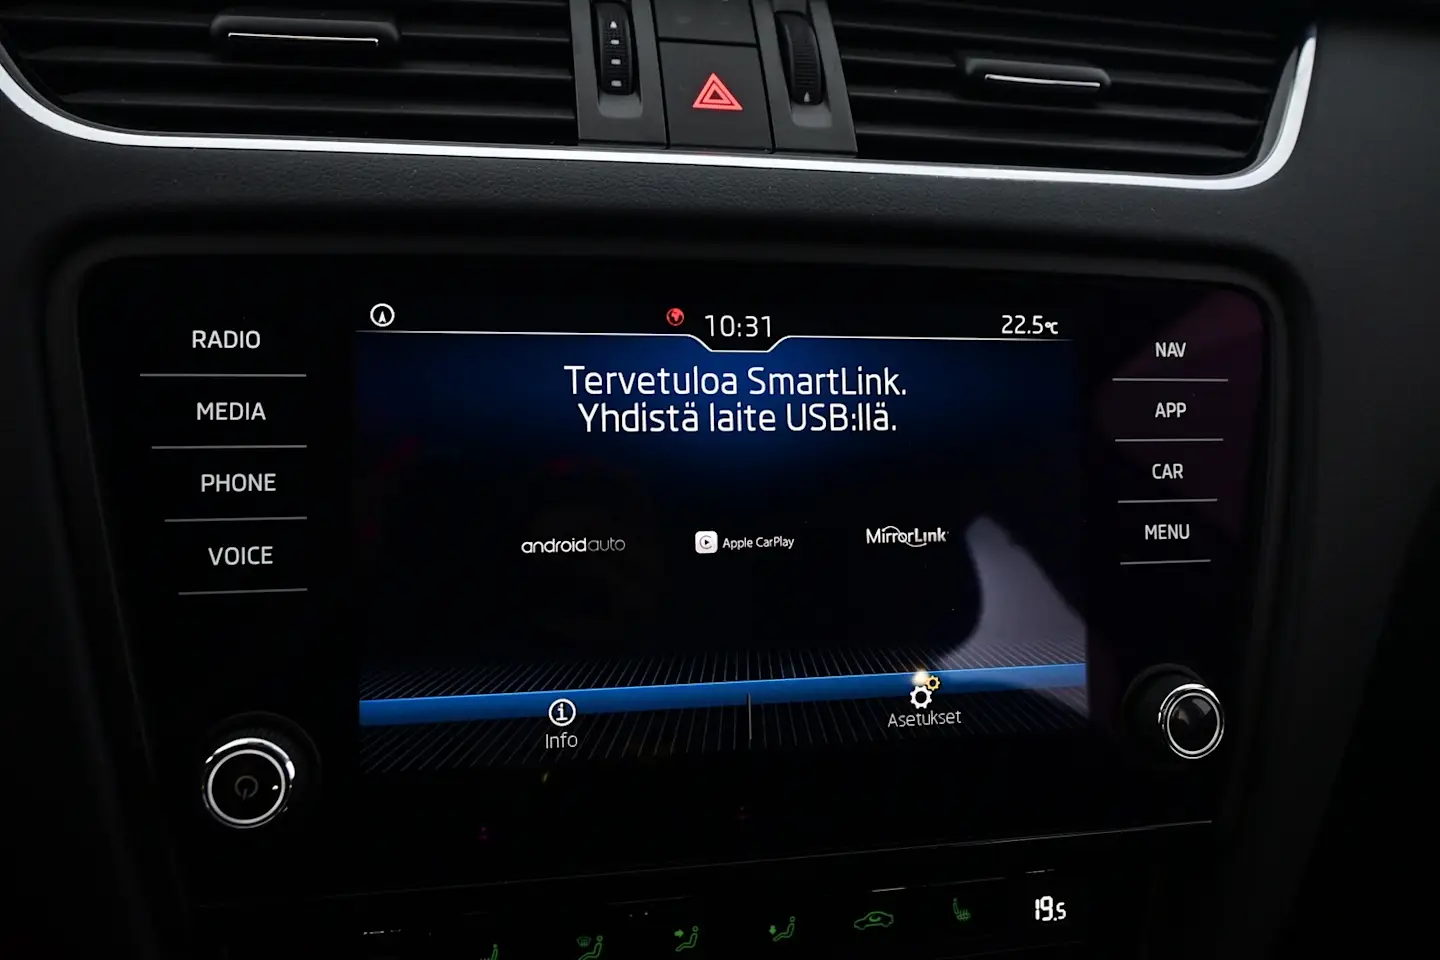 10:31
22.5°C
RADIO
MEDIA
PHONE
VOICE
Tervetuloa SmartLink.
Yhdistä laite USB:llä.
androidauto
Apple CarPlay
MirrorLink
Info
Asetukset
NAV
APP
CAR
MENU
19.5